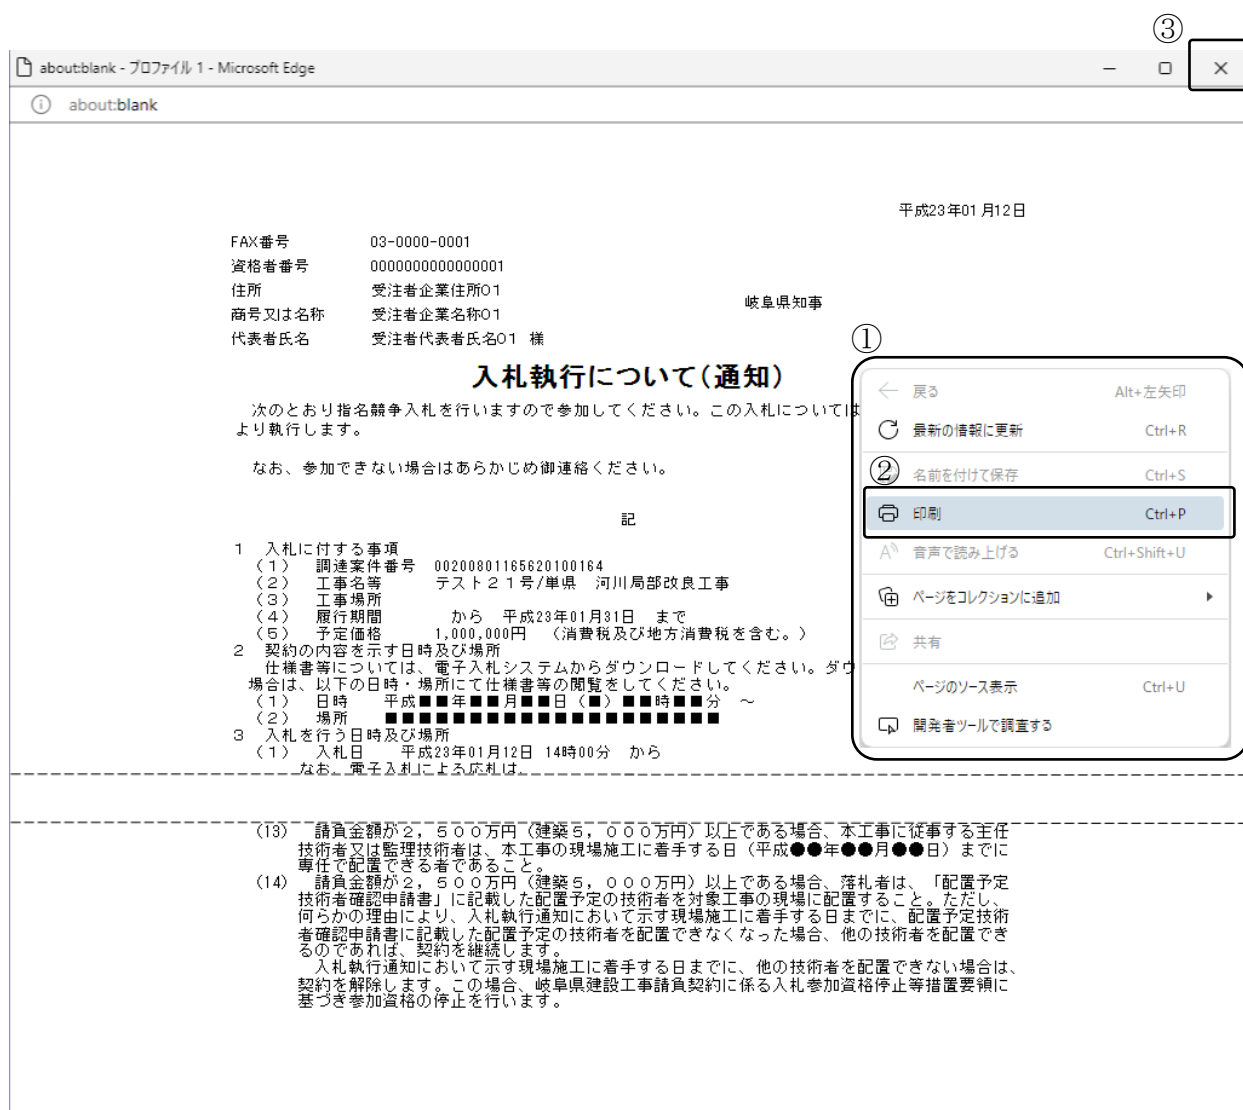 ③
about:blank - プロファイル 1 - Microsoft Edge
about:blank
平成23年01月12日
FAX番号 03-0000-0001
資格者番号 0000000000000001
住所 受注者企業住所01
岐阜県知事
商号又は名称 受注者企業名称01
代表者氏名 受注者代表者氏名01 様
①
入札執行について(通知)
次のとおり指名競争入札を行いますので参加してください。この入札については
より執行します。
なお、参加できない場合はあらかじめ御連絡ください。
記
1 入札に付する事項
(1) 調達案件番号 00200801165620100164
(2) 工事名等 テスト21号/単県 河川局部改良工事
(3) 工事場所
(4) 履行期間 から 平成23年01月31日 まで
(5) 予定価格 1,000,000円 (消費税及び地方消費税を含む。)
2 契約の内容を示す日時及び場所
仕様書等については、電子入札システムからダウンロードしてください。ダウ
場合は、以下の日時・場所にて仕様書等の閲覧をしてください。
(1) 日時 平成■■年■■月■■日(■)■■時■■分 ~
(2) 場所 ■■■■■■■■■■■■■■■■■■■■
3 入札を行う日時及び場所
(1) 入札日 平成23年01月12日 14時00分 から
なお、電子入札による応札は、
戻る Alt+左矢印
最新の情報に更新 Ctrl+R
②
名前を付けて保存 Ctrl+S
印刷 Ctrl+P
音声で読み上げる Ctrl+Shift+U
ページをコレクションに追加
共有
ページのソース表示 Ctrl+U
開発者ツールで調査する
(13) 請負金額が2,500万円(建築5,000万円)以上である場合、本工事に従事する主任
技術者又は監理技術者は、本工事の現場施工に着手する日(平成●●年●●月●●日)までに
専任で配置できる者であること。
(14) 請負金額が2,500万円(建築5,000万円)以上である場合、落札者は、「配置予定
技術者確認申請書」に記載した配置予定の技術者を対象工事の現場に配置すること。ただし、
何らかの理由により、入札執行通知において示す現場施工に着手する日までに、配置予定技術
者確認申請書に記載した配置予定の技術者を配置できなくなった場合、他の技術者を配置でき
るのであれば、契約を継続します。
入札執行通知において示す現場施工に着手する日までに、他の技術者を配置できない場合は、
契約を解除します。この場合、岐阜県建設工事請負契約に係る入札参加資格停止等措置要領に
基づき参加資格の停止を行います。